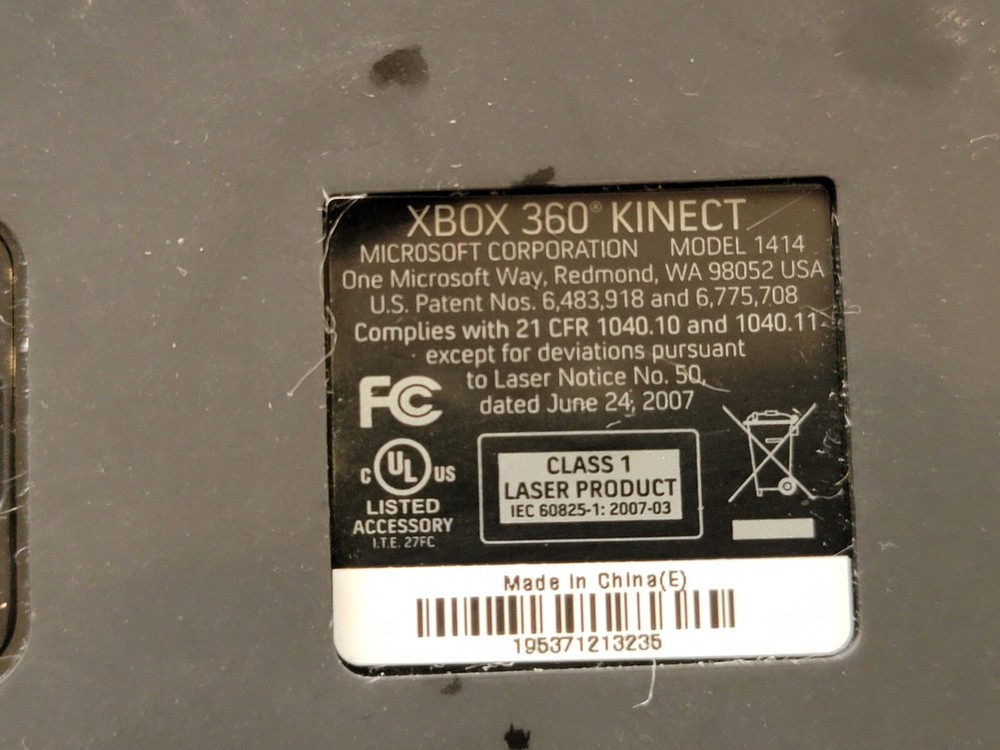 XBOX 360® KINECT
MICROSOFT CORPORATION MODEL 1414
One Microsoft Way, Redmond, WA 98052 USA
U.S. Patent Nos. 6,483,918 and 6,775,708
Complies with 21 CFR 1040.10 and 1040.11
except for deviations pursuant
to Laser Notice No. 50,
dated June 24, 2007
FC
C UL US
LISTED
ACCESSORY
I.T.E. 27FC
CLASS 1
LASER PRODUCT
IEC 60825-1: 2007-03
Made in China(E)
195371213235